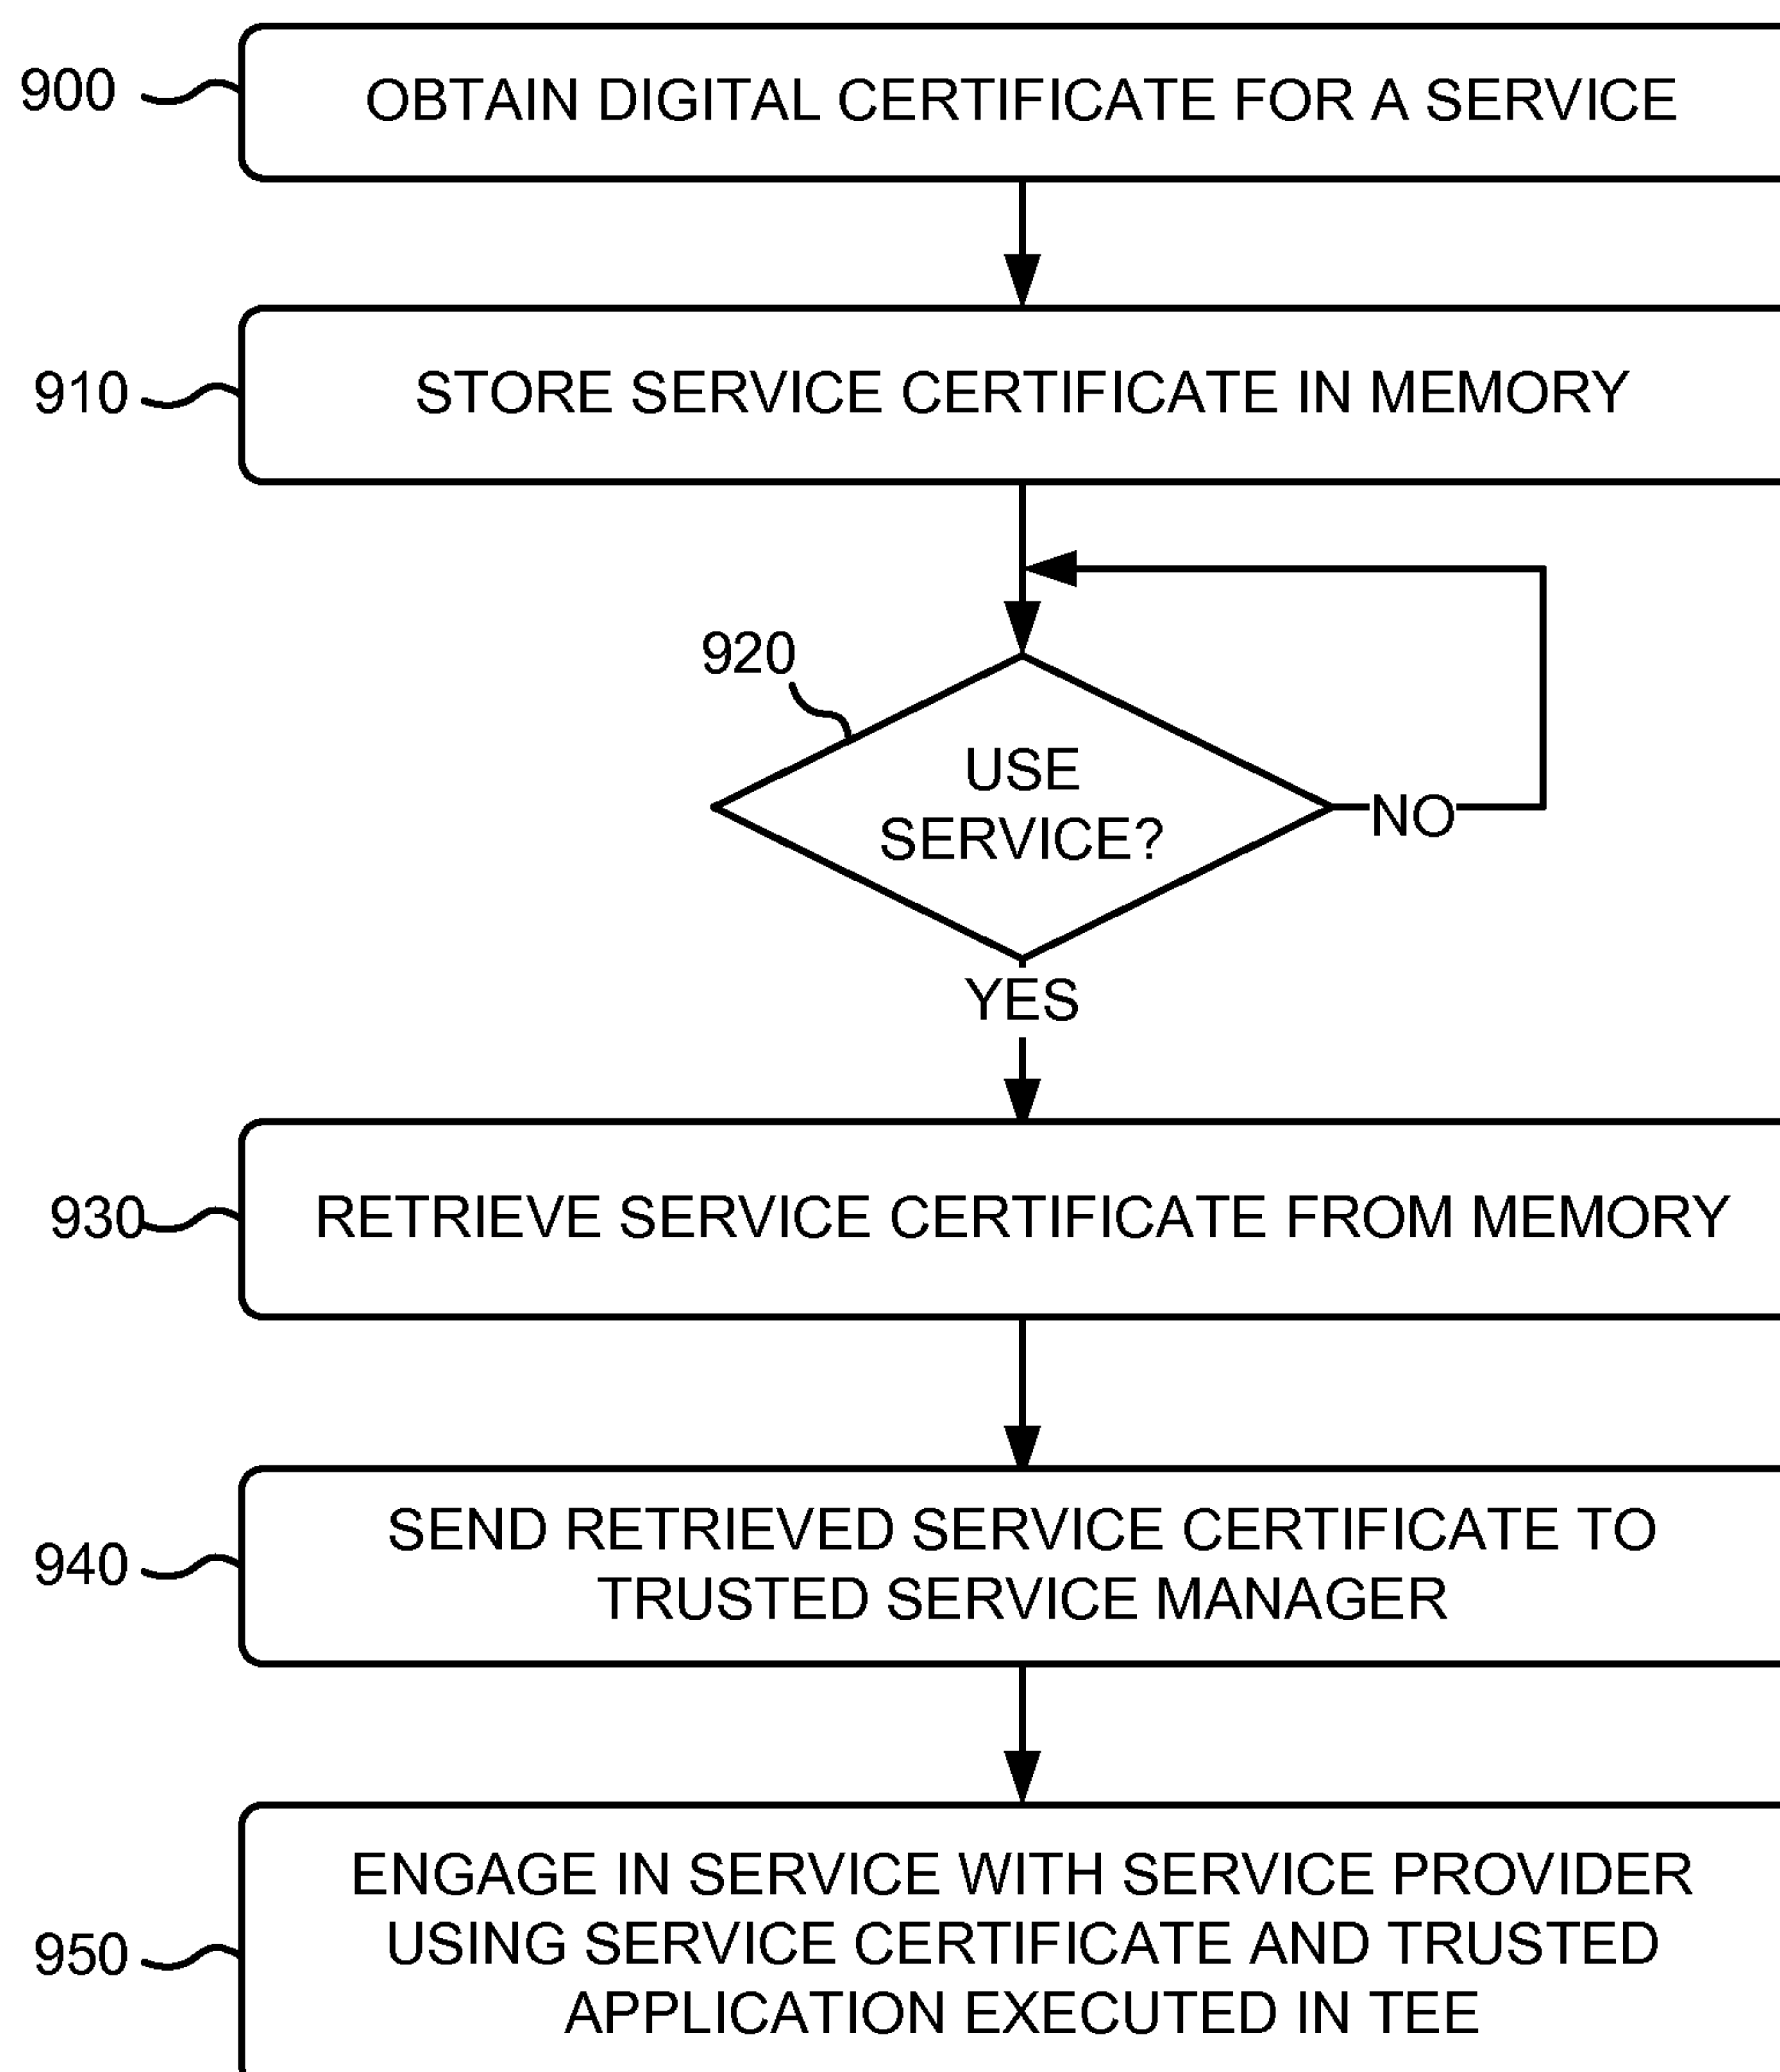 900
OBTAIN DIGITAL CERTIFICATE FOR A SERVICE
910
STORE SERVICE CERTIFICATE IN MEMORY
920
USE
SERVICE?
NO
YES
930
RETRIEVE SERVICE CERTIFICATE FROM MEMORY
940
SEND RETRIEVED SERVICE CERTIFICATE TO
TRUSTED SERVICE MANAGER
950
ENGAGE IN SERVICE WITH SERVICE PROVIDER
USING SERVICE CERTIFICATE AND TRUSTED
APPLICATION EXECUTED IN TEE